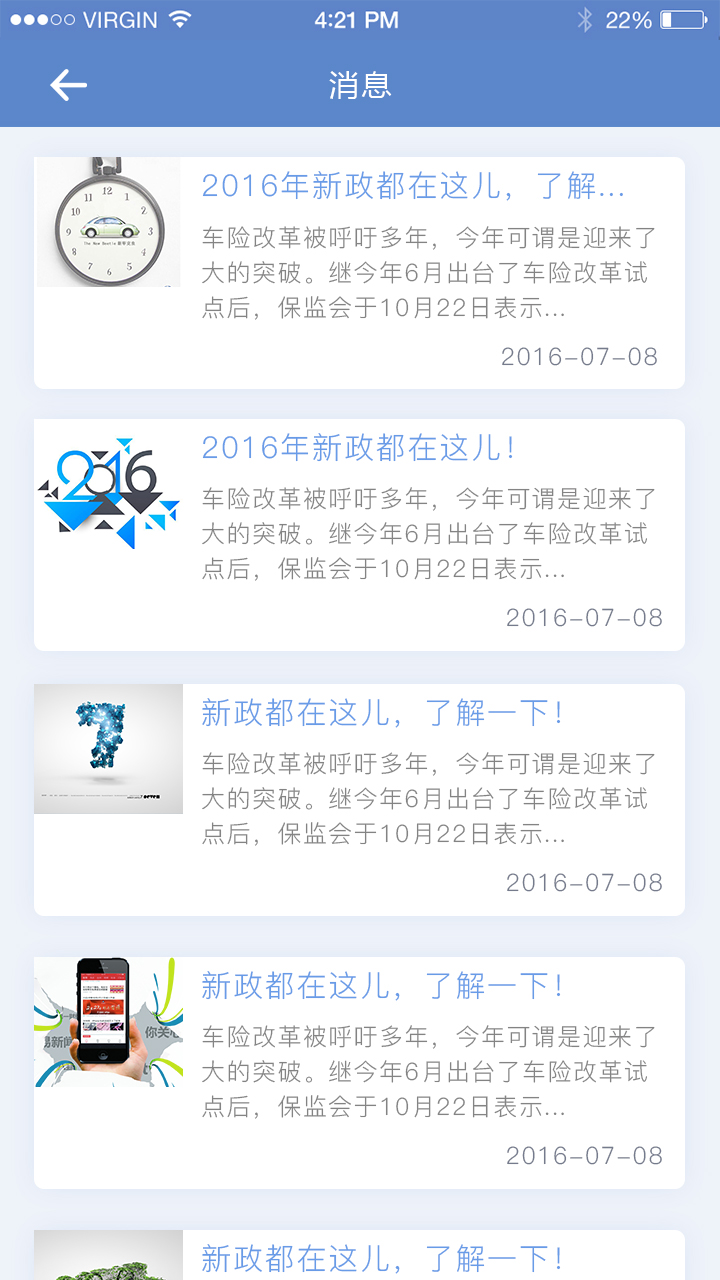 VIRGIN 4:21 PM 22%
消息
2016年新政都在这儿，了解...
车险改革被呼吁多年，今年可谓是迎来了
大的突破。继今年6月出台了车险改革试
点后，保监会于10月22日表示...
2016-07-08
2016
2016年新政都在这儿！
车险改革被呼吁多年，今年可谓是迎来了
大的突破。继今年6月出台了车险改革试
点后，保监会于10月22日表示...
2016-07-08
7
新政都在这儿，了解一下！
车险改革被呼吁多年，今年可谓是迎来了
大的突破。继今年6月出台了车险改革试
点后，保监会于10月22日表示...
2016-07-08
你关
新政都在这儿，了解一下！
车险改革被呼吁多年，今年可谓是迎来了
大的突破。继今年6月出台了车险改革试
点后，保监会于10月22日表示...
2016-07-08
新政都在这儿，了解一下！